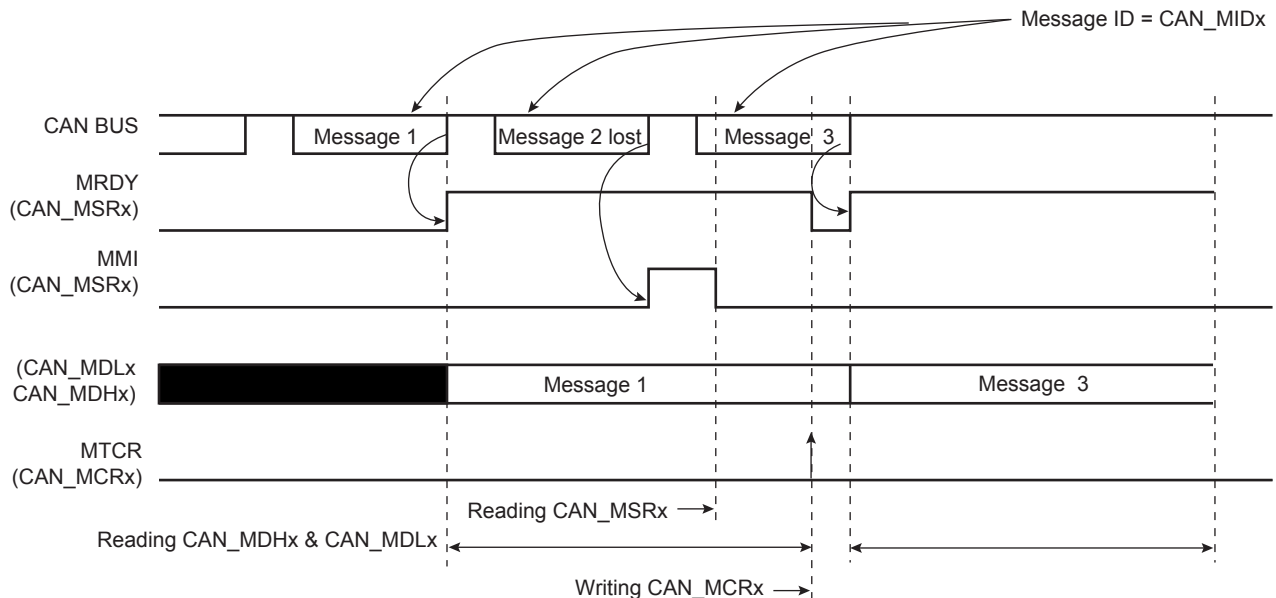 Message ID = CAN_MIDx
CAN BUS
Message 1
Message 2 lost
Message 3
MRDY
(CAN_MSRx)
MMI
(CAN_MSRx)
(CAN_MDLx
CAN_MDHx)
Message 1
Message 3
MTCR
(CAN_MCRx)
Reading CAN_MSRx
Reading CAN_MDHx & CAN_MDLx
Writing CAN_MCRx